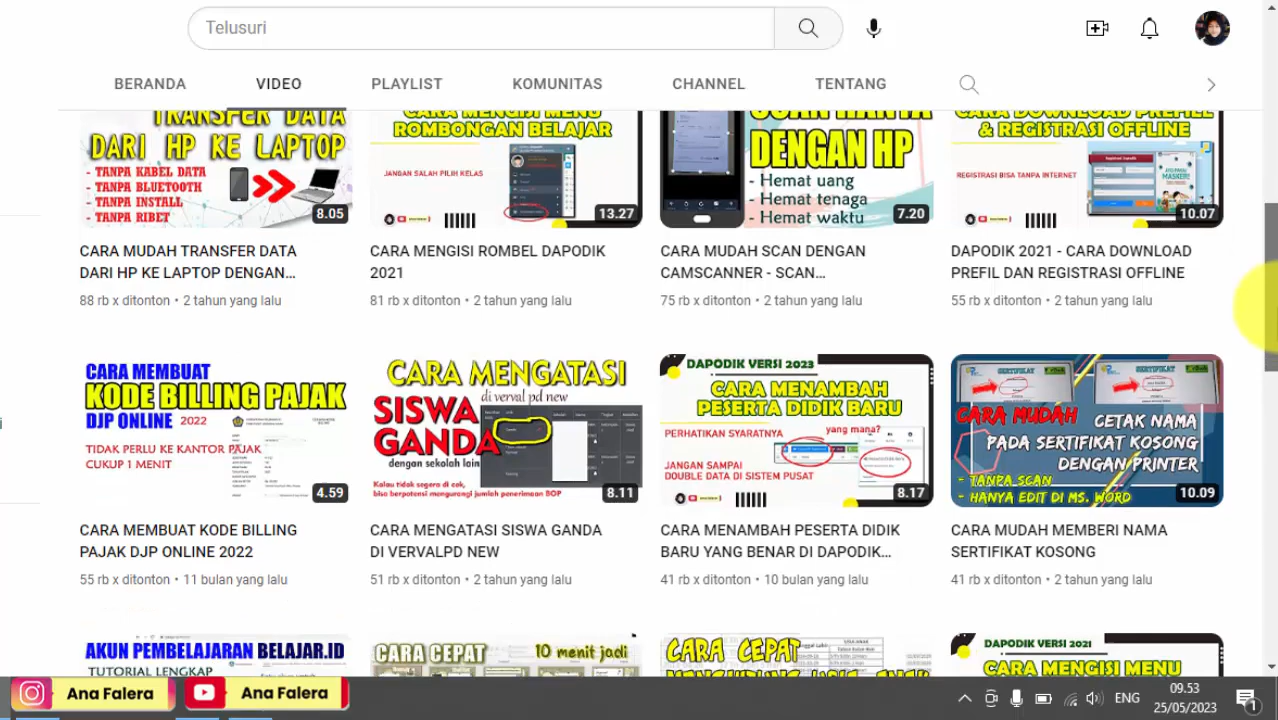 Telusuri
BERANDA VIDEO PLAYLIST KOMUNITAS CHANNEL TENTANG
TRANSFER DATA
DARI HP KE LAPTOP
- TANPA KABEL DATA
- TANPA BLUETOOTH
- TANPA INSTALL
- TANPA RIBET
8.05
CARA MENGISI MENU
ROMBONGAN BELAJAR
JANGAN SALAH PILIH KELAS
13.27
DENGAN HP
- Hemat uang
- Hemat tenaga
- Hemat waktu
7.20
CARA DOWNLOAD PREFILL
& REGISTRASI OFFLINE
REGISTRASI BISA TANPA INTERNET
10.07
CARA MUDAH TRANSFER DATA
DARI HP KE LAPTOP DENGAN...
88 rb x ditonton • 2 tahun yang lalu
CARA MENGISI ROMBEL DAPODIK
2021
81 rb x ditonton • 2 tahun yang lalu
CARA MUDAH SCAN DENGAN
CAMSCANNER - SCAN...
75 rb x ditonton • 2 tahun yang lalu
DAPODIK 2021 - CARA DOWNLOAD
PREFIL DAN REGISTRASI OFFLINE
55 rb x ditonton • 2 tahun yang lalu
CARA MEMBUAT
KODE BILLING PAJAK
DJP ONLINE 2022
TIDAK PERLU KE KANTOR PAJAK
CUKUP 1 MENIT
4.59
CARA MENGATASI
di verval pd new
SISWA
GANDA
dengan sekolah lain
Kalau tidak segera di cek,
bisa berpotensi mengurangi jumlah penerimaan BOP
8.11
DAPODIK VERSI 2023
CARA MENAMBAH
PESERTA DIDIK BARU
PERHATIKAN SYARATNYA
yang mana?
JANGAN SAMPAI
DOUBLE DATA DI SISTEM PUSAT
8.17
SERTIFIKAT
SERTIFIKAT
CARA MUDAH
CETAK NAMA
PADA SERTIFIKAT KOSONG
DENGAN PRINTER
- TANPA SCAN
- HANYA EDIT DI MS. WORD
10.09
CARA MEMBUAT KODE BILLING
PAJAK DJP ONLINE 2022
55 rb x ditonton • 11 bulan yang lalu
CARA MENGATASI SISWA GANDA
DI VERVALPD NEW
51 rb x ditonton • 2 tahun yang lalu
CARA MENAMBAH PESERTA DIDIK
BARU YANG BENAR DI DAPODIK...
41 rb x ditonton • 10 bulan yang lalu
CARA MUDAH MEMBERI NAMA
SERTIFIKAT KOSONG
41 rb x ditonton • 2 tahun yang lalu
AKUN PEMBELAJARAN BELAJAR.ID
TUTORIAL LENGKAP
CARA CEPAT
10 menit jadi
CARA CEPAT
DAPODIK VERSI 2021
CARA MENGISI MENU
Ana Falera
Ana Falera
ENG
09.53
25/05/2023
1